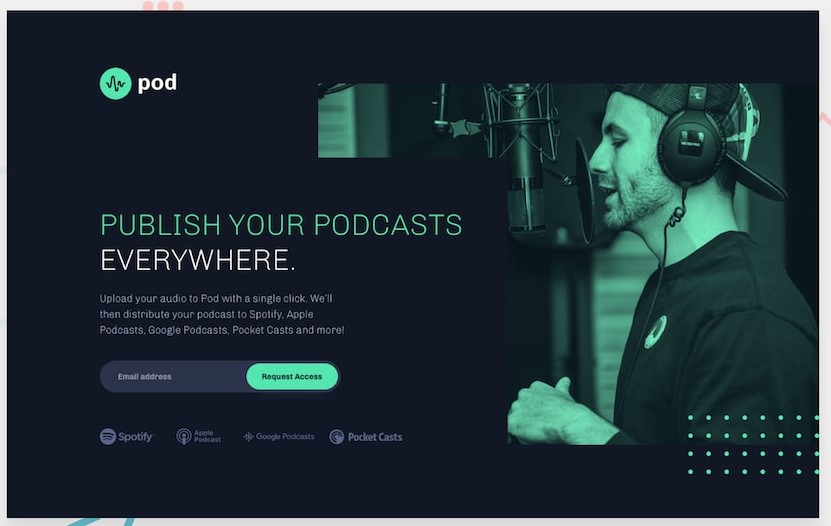 pod
PUBLISH YOUR PODCASTS
EVERYWHERE.
Upload your audio to Pod with a single click. We'll
then distribute your podcast to Spotify, Apple
Podcasts, Google Podcasts, Pocket Casts and more!
Email address
Request Access
Spotify
Apple
Podcast
Google Podcasts
Pocket Casts